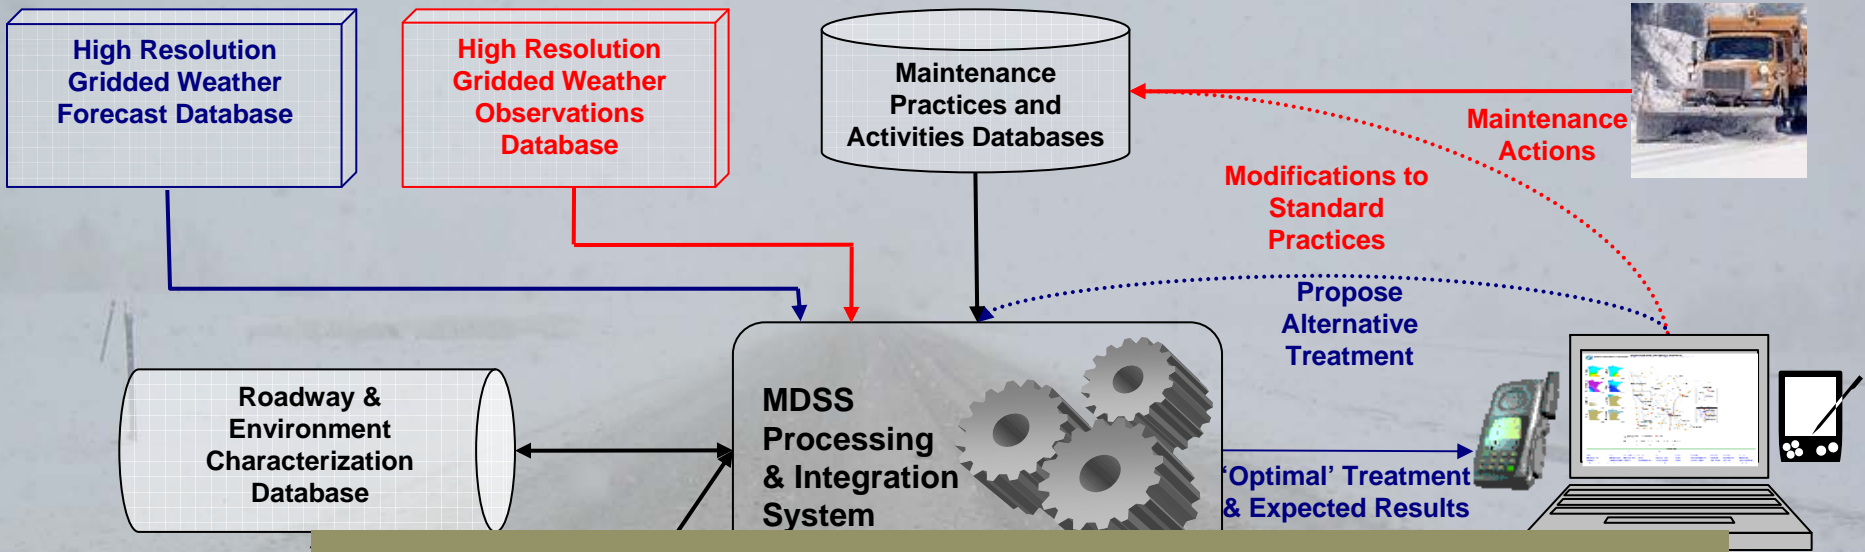 High Resolution
Gridded Weather
Forecast Database
High Resolution
Gridded Weather
Observations
Database
Maintenance
Practices and
Activities Databases
Maintenance
Actions
Modifications to
Standard
Practices
Propose
Alternative
Treatment
Roadway &
Environment
Characterization
Database
MDSS
Processing
& Integration
System
‘Optimal’ Treatment
& Expected Results